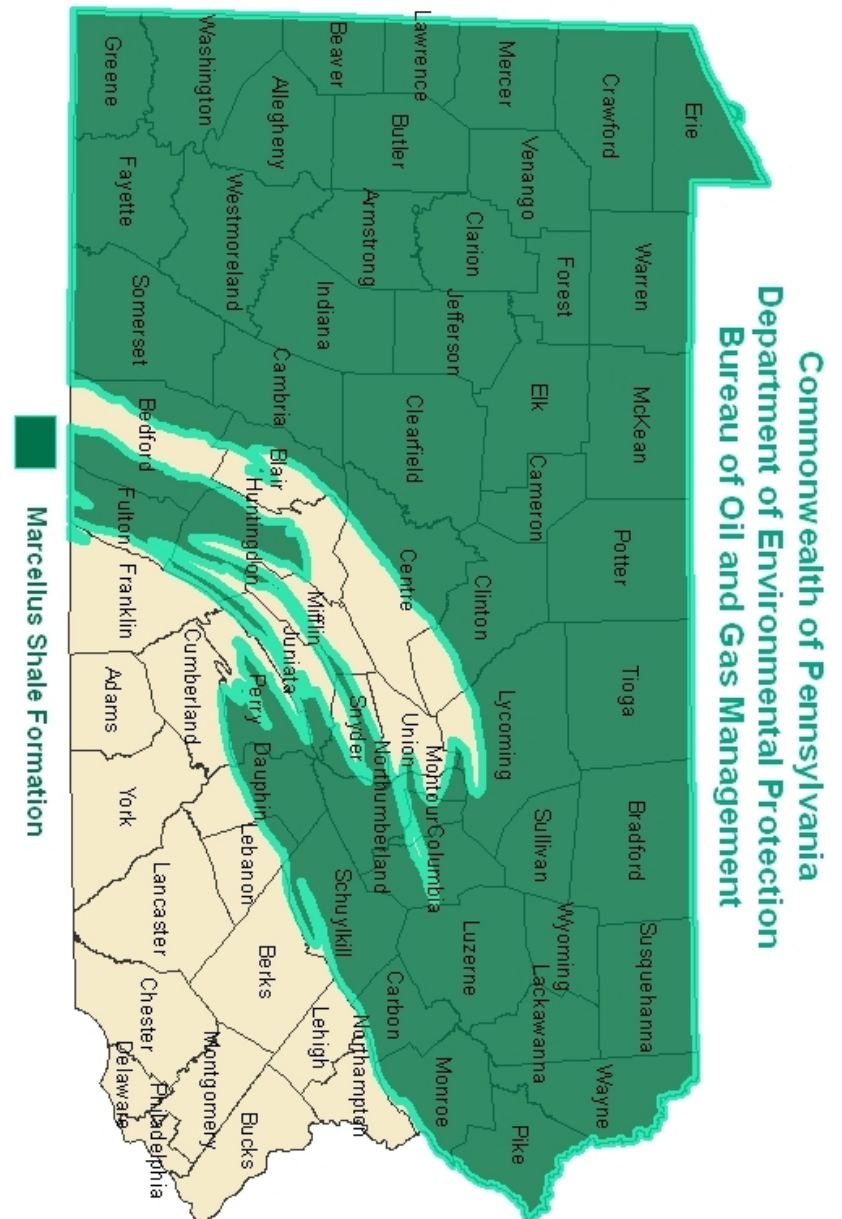 Commonwealth of Pennsylvania
Department of Environmental Protection
Bureau of Oil and Gas Management
Erie
Crawford
Warren
McKean
Potter
Tioga
Bradford
Susquehanna
Wayne
Mercer
Venango
Forest
Elk
Cameron
Clinton
Lycoming
Sullivan
Wyoming
Lackawanna
Pike
Lawrence
Butler
Clarion
Jefferson
Clearfield
Centre
Union
Montour
Columbia
Luzerne
Monroe
Beaver
Armstrong
Indiana
Cambria
Blair
Huntingdon
Mifflin
Juniata
Snyder
Northumberland
Schuylkill
Carbon
Northampton
Lehigh
Allegheny
Westmoreland
Washington
Greene
Fayette
Somerset
Bedford
Fulton
Franklin
Perry
Cumberland
Dauphin
Lebanon
Berks
Adams
York
Lancaster
Chester
Montgomery
Bucks
Delaware
Philadelphia
Marcellus Shale Formation